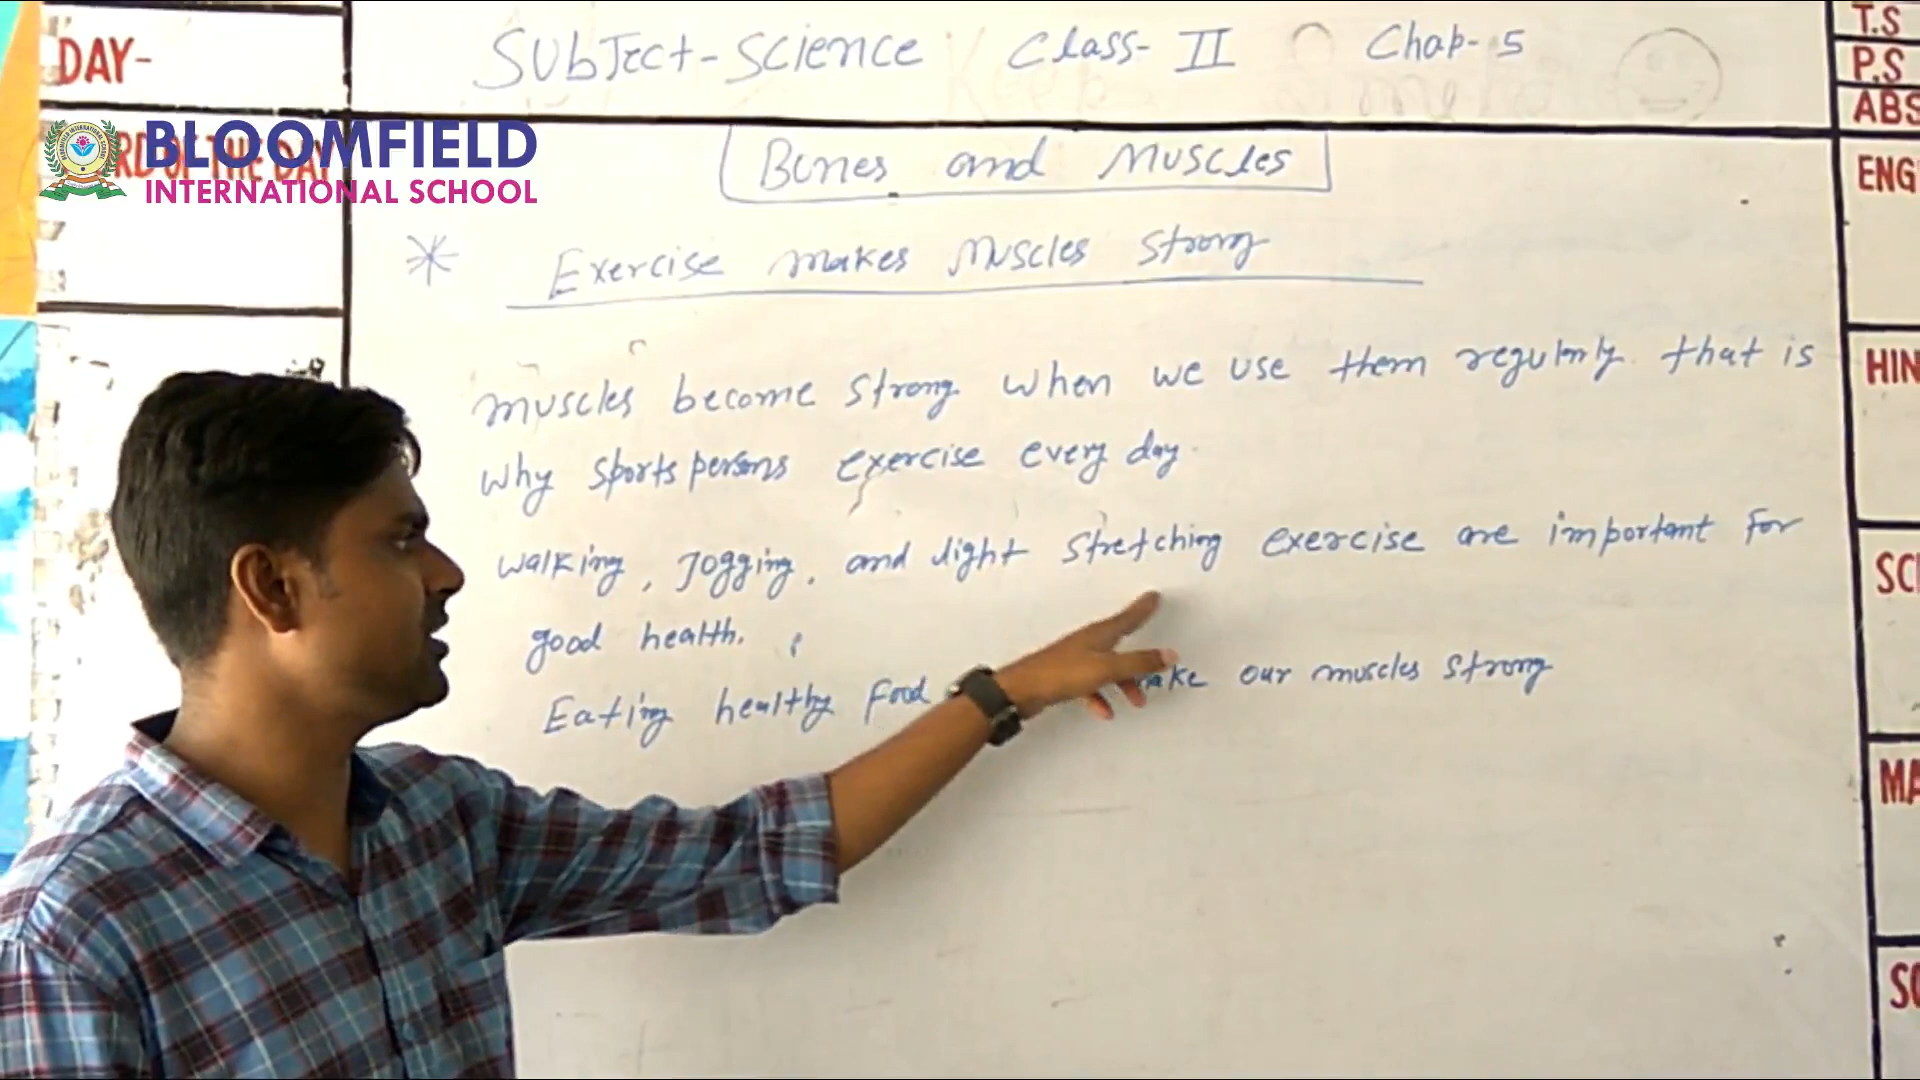 DAY-
SUbJect-Science Class- II Chap- 5
T.S
P.S
ABS
BLOOMFIELD
INTERNATIONAL SCHOOL
Bones and Muscles
ENG
* Exercise makes Muscles Strong
muscles become strong when we use them regularly. that is
HIN
why sports persons exercise every day.
walking, Jogging, and light stretching exercise are important for
SCI
good health.
Eating healthy food make our muscles strong
MA
SO